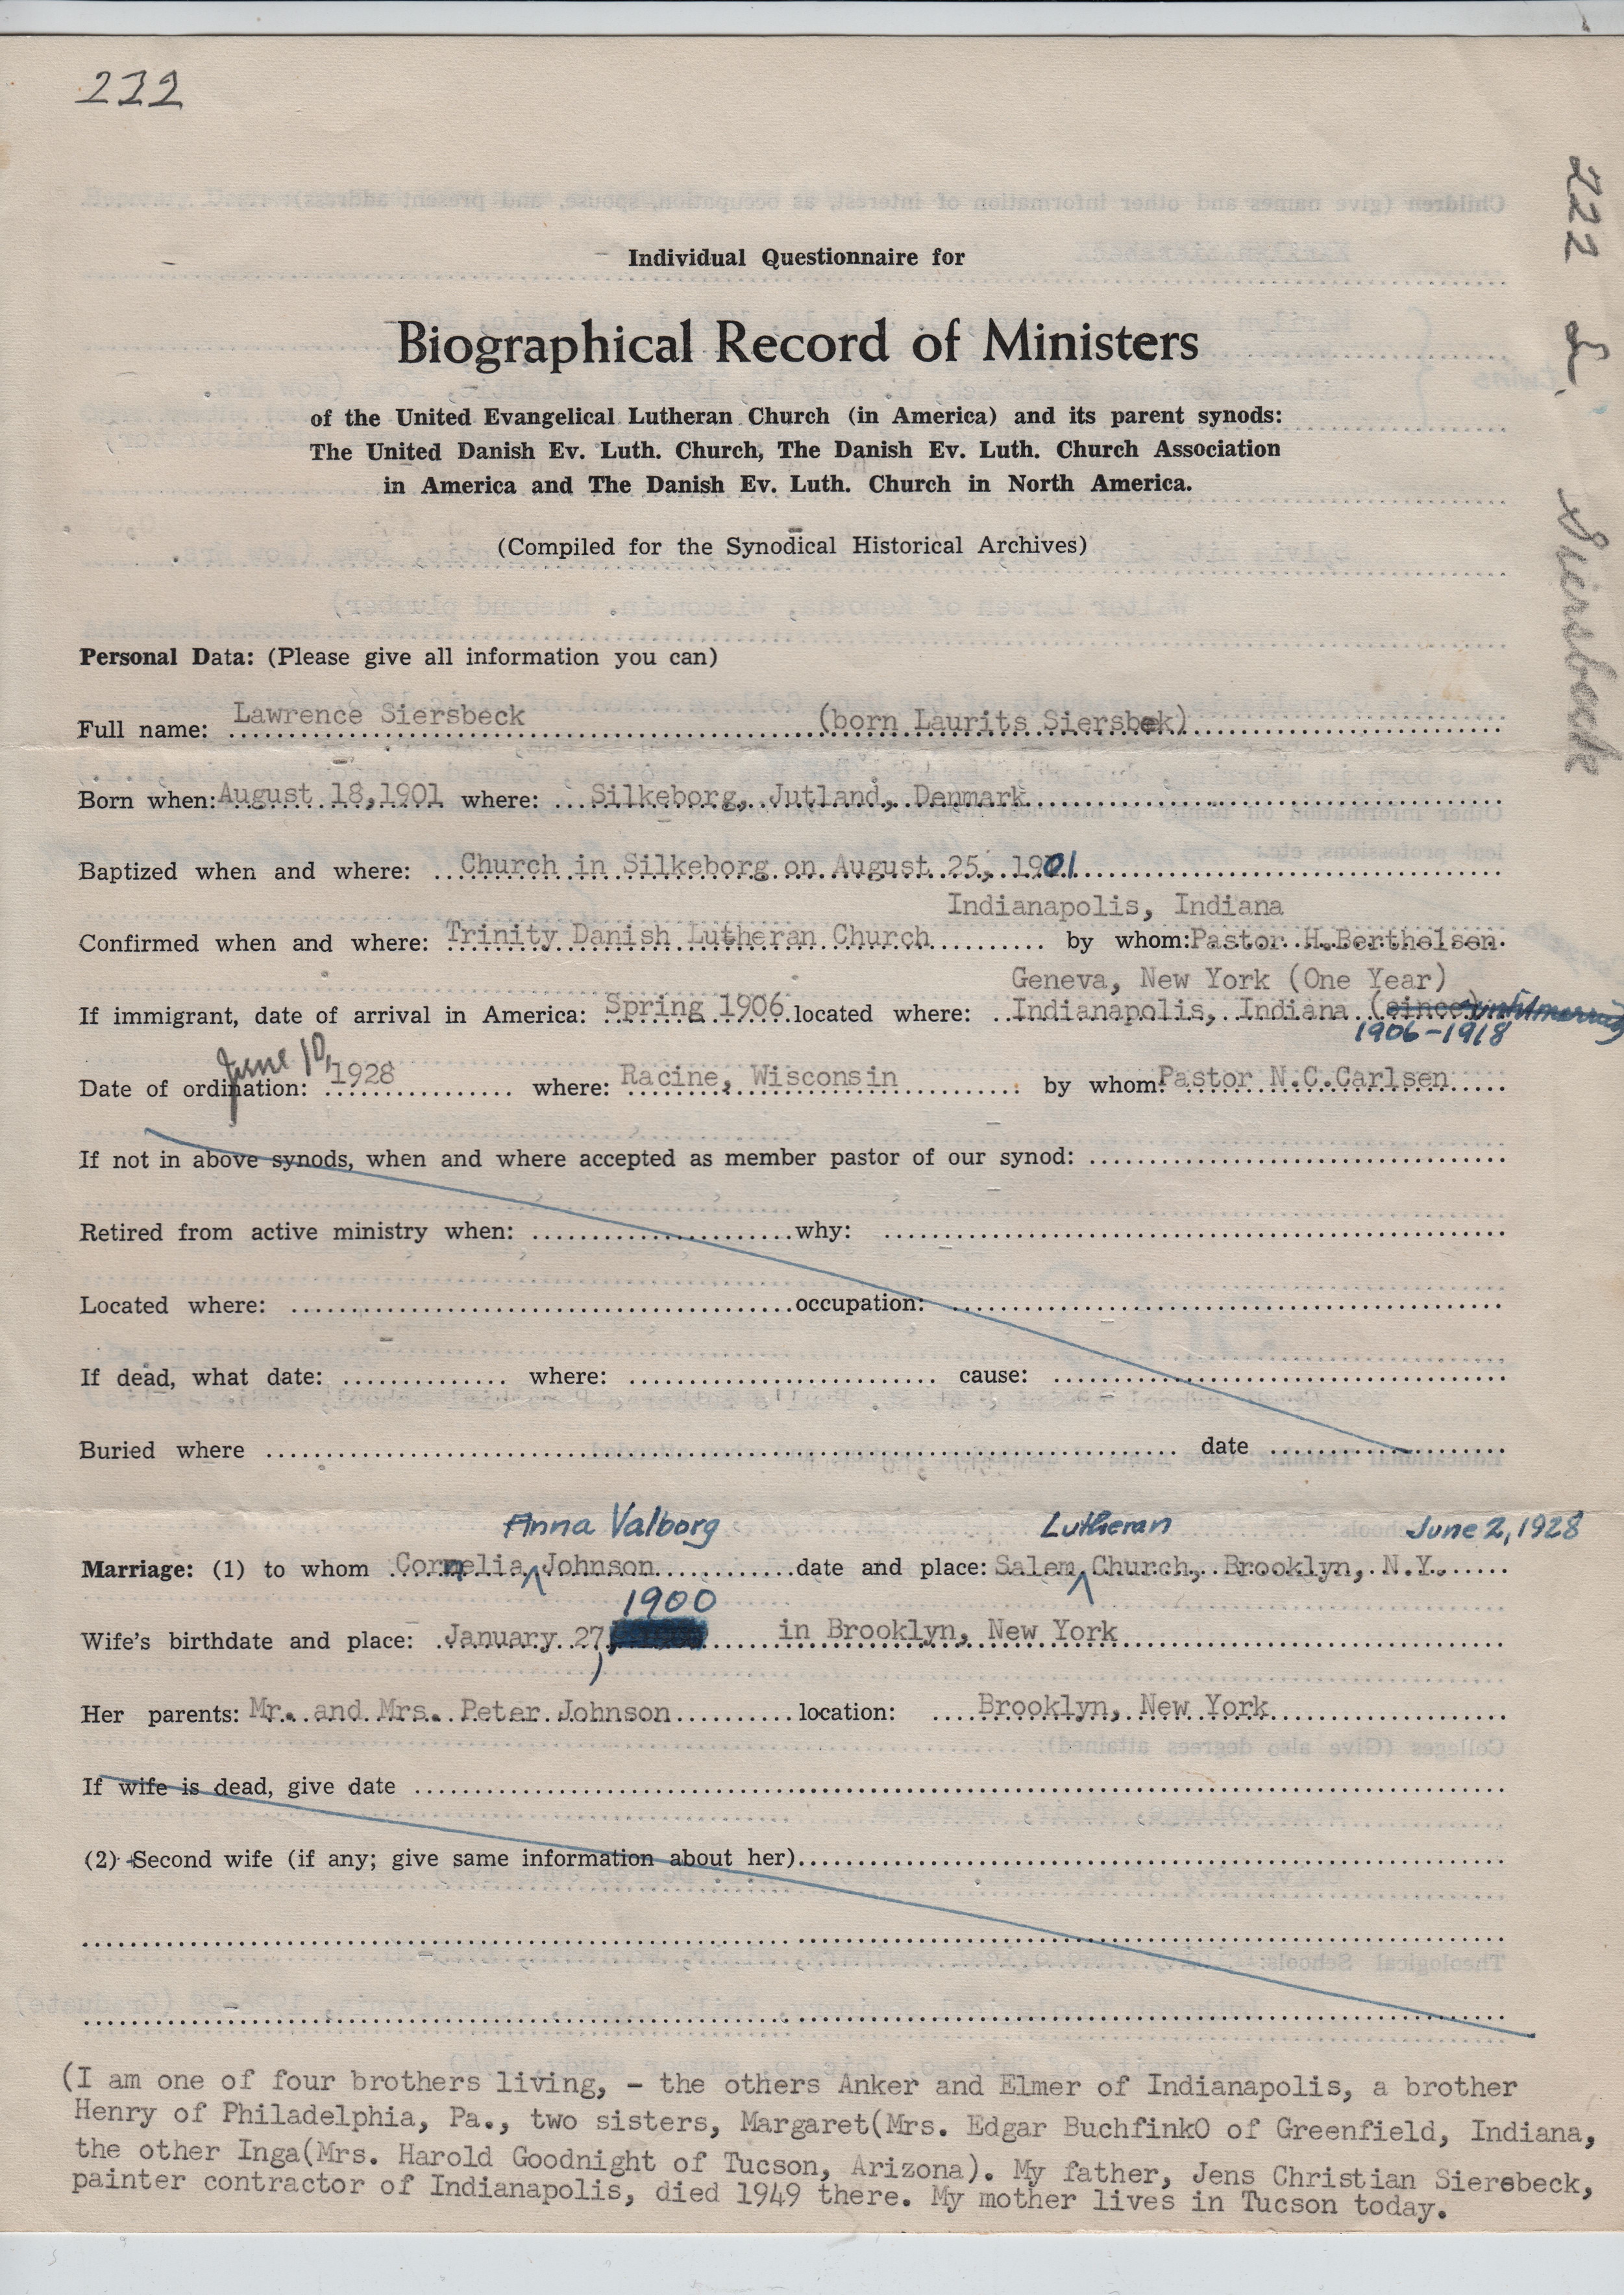 222
222 L. Siersbeck
Individual Questionnaire for
Biographical Record of Ministers
of the United Evangelical Lutheran Church (in America) and its parent synods:
The United Danish Ev. Luth. Church, The Danish Ev. Luth. Church Association
in America and The Danish Ev. Luth. Church in North America.
(Compiled for the Synodical Historical Archives)
Personal Data: (Please give all information you can)
Full name: Lawrence Siersbeck (born Laurits Siersbek)
Born when: August 18, 1901 where: Silkeborg, Jutland, Denmark
Baptized when and where: Church in Silkeborg on August 25, 1901
Indianapolis, Indiana
Confirmed when and where: Trinity Danish Lutheran Church by whom: Pastor H. Berthelsen
Geneva, New York (One Year)
If immigrant, date of arrival in America: Spring 1906 located where: Indianapolis, Indiana (since)
1906-1918
June 10,
Date of ordination: 1928 where: Racine, Wisconsin by whom: Pastor N.C.Carlsen
If not in above synods, when and where accepted as member pastor of our synod:
Retired from active ministry when: why:
Located where: occupation:
If dead, what date: where: cause:
Buried where date
Anna Valborg Lutheran June 2, 1928
Marriage: (1) to whom Cornelia Johnson date and place: Salem Church, Brooklyn, N.Y.
1900
Wife's birthdate and place: January 27, in Brooklyn, New York
Her parents: Mr. and Mrs. Peter Johnson location: Brooklyn, New York
If wife is dead, give date
(2) Second wife (if any; give same information about her)
(I am one of four brothers living, - the others Anker and Elmer of Indianapolis, a brother
Henry of Philadelphia, Pa., two sisters, Margaret(Mrs. Edgar BuchfinkO of Greenfield, Indiana,
the other Inga(Mrs. Harold Goodnight of Tucson, Arizona). My father, Jens Christian Siersbeck,
painter contractor of Indianapolis, died 1949 there. My mother lives in Tucson today.